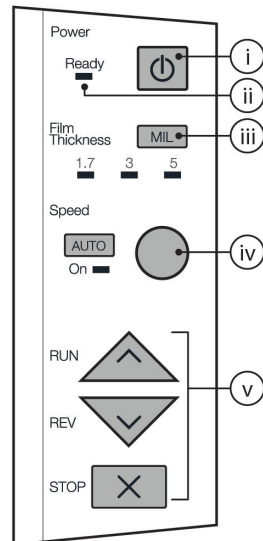 Power
Ready
i
ii
Film
Thickness
MIL
iii
1.7 3 5
Speed
AUTO
iv
On
RUN
REV
v
STOP